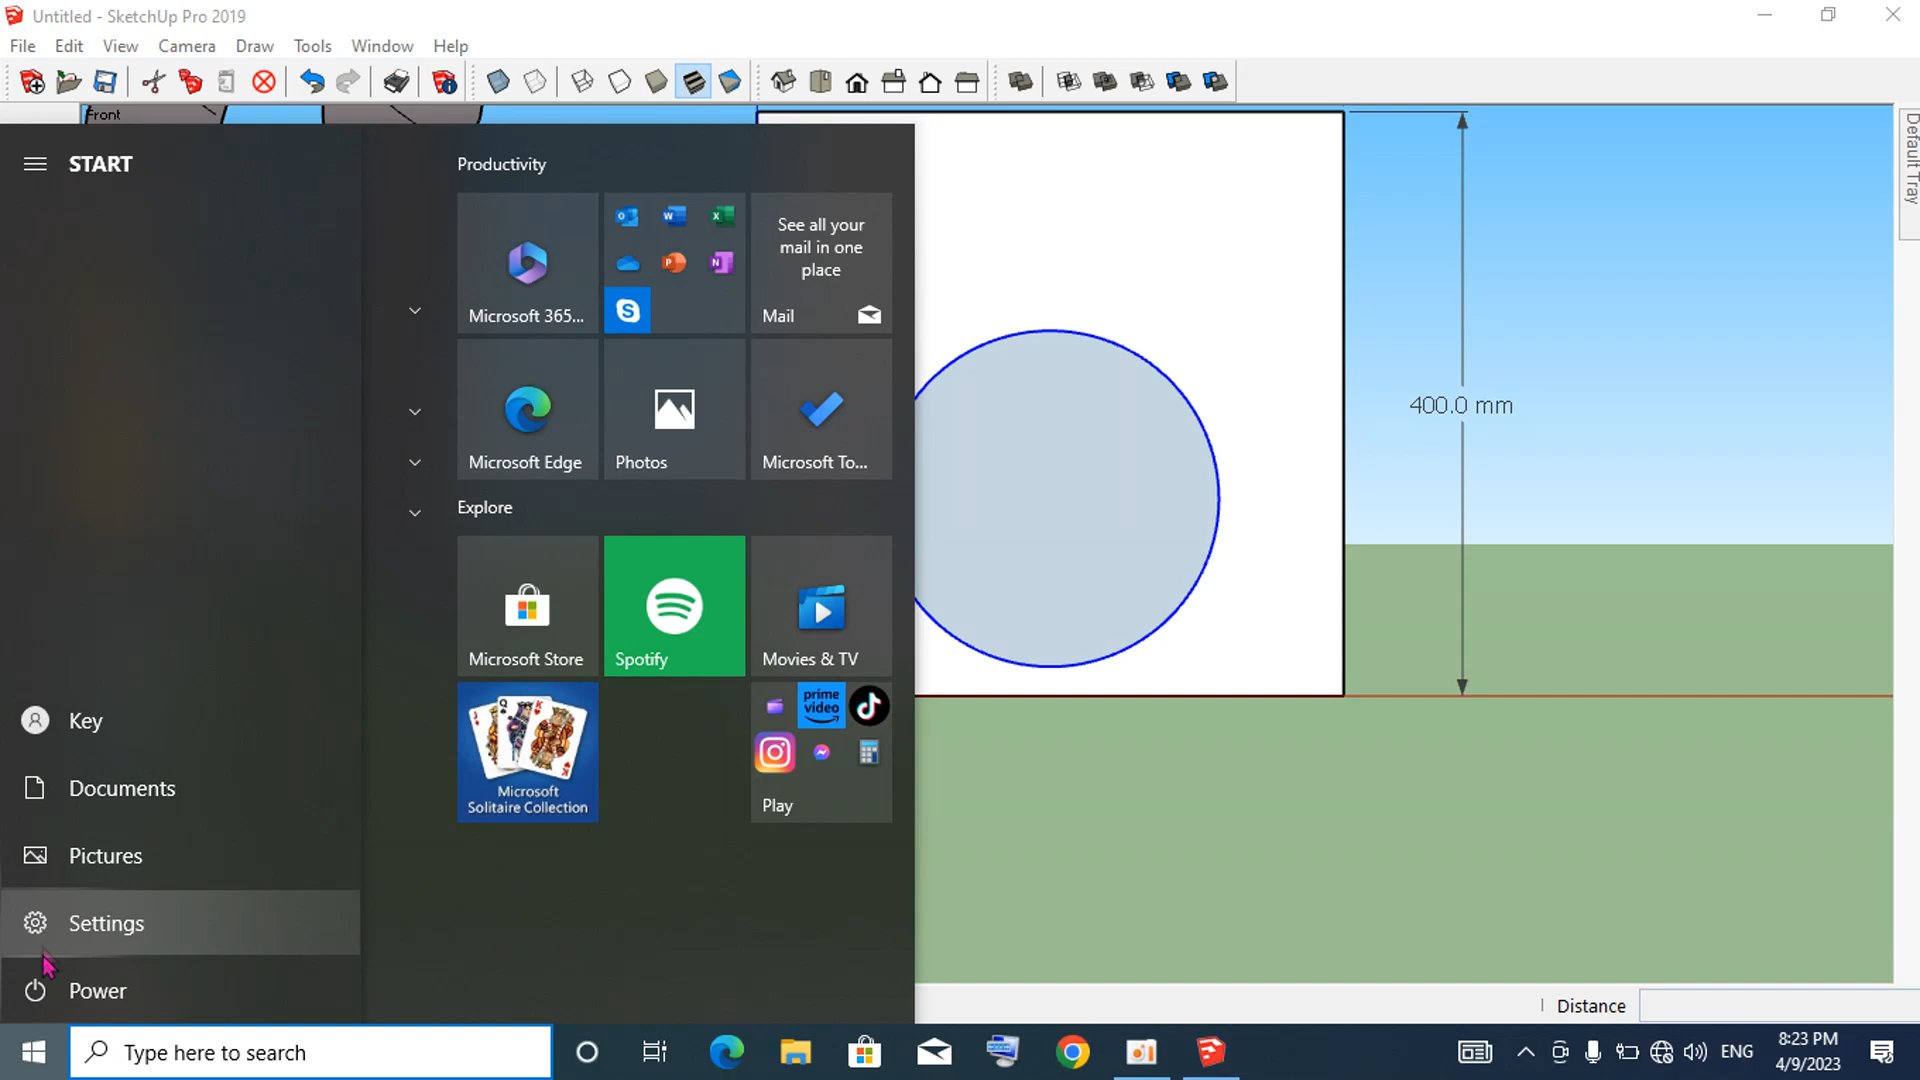 Untitled - SketchUp Pro 2019
File Edit View Camera Draw Tools Window Help
Front
Default Tray
START
Productivity
See all your
mail in one
place
Microsoft 365...
Mail
Microsoft Edge
Photos
Microsoft To...
Explore
Microsoft Store
Spotify
Movies & TV
prime
video
Microsoft
Solitaire Collection
Play
400.0 mm
Key
Documents
Pictures
Settings
Power
Distance
Type here to search
ENG
8:23 PM
4/9/2023